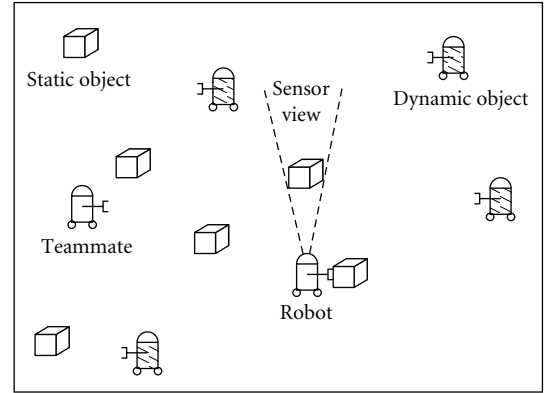 Static object
Sensor
view
Dynamic object
Teammate
Robot